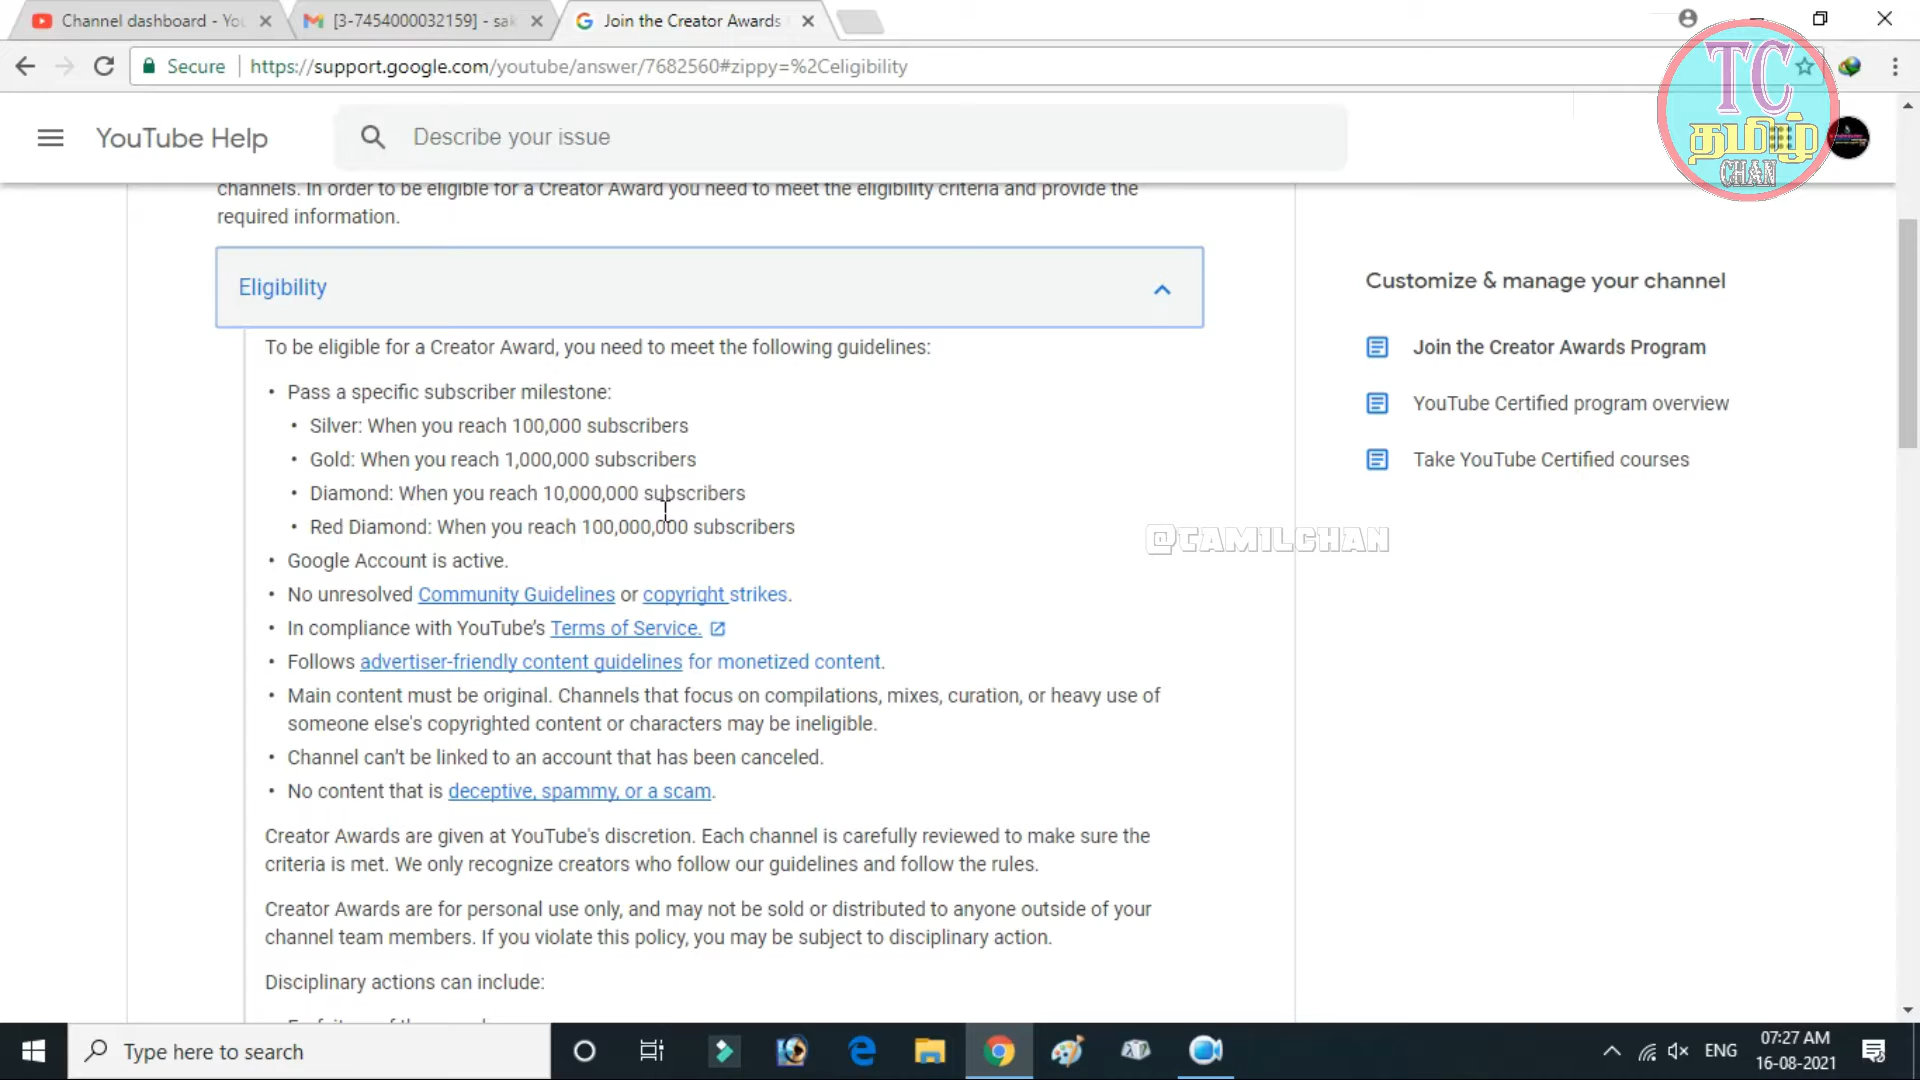 Channel dashboard - You
[3-7454000032159] - sak
Join the Creator Awards
Secure
https://support.google.com/youtube/answer/7682560#zippy=%2Celigibility
TC
தமிழ்
CHAN
YouTube Help
Describe your issue
channels. In order to be eligible for a Creator Award you need to meet the eligibility criteria and provide the
required information.
Eligibility
To be eligible for a Creator Award, you need to meet the following guidelines:
• Pass a specific subscriber milestone:
• Silver: When you reach 100,000 subscribers
• Gold: When you reach 1,000,000 subscribers
• Diamond: When you reach 10,000,000 subscribers
• Red Diamond: When you reach 100,000,000 subscribers
• Google Account is active.
• No unresolved Community Guidelines or copyright strikes.
• In compliance with YouTube's Terms of Service.
• Follows advertiser-friendly content guidelines for monetized content.
• Main content must be original. Channels that focus on compilations, mixes, curation, or heavy use of
someone else's copyrighted content or characters may be ineligible.
• Channel can't be linked to an account that has been canceled.
• No content that is deceptive, spammy, or a scam.
Creator Awards are given at YouTube's discretion. Each channel is carefully reviewed to make sure the
criteria is met. We only recognize creators who follow our guidelines and follow the rules.
Creator Awards are for personal use only, and may not be sold or distributed to anyone outside of your
channel team members. If you violate this policy, you may be subject to disciplinary action.
Disciplinary actions can include:
Customize & manage your channel
Join the Creator Awards Program
YouTube Certified program overview
Take YouTube Certified courses
@TAMILCHAN
Type here to search
ENG
07:27 AM
16-08-2021